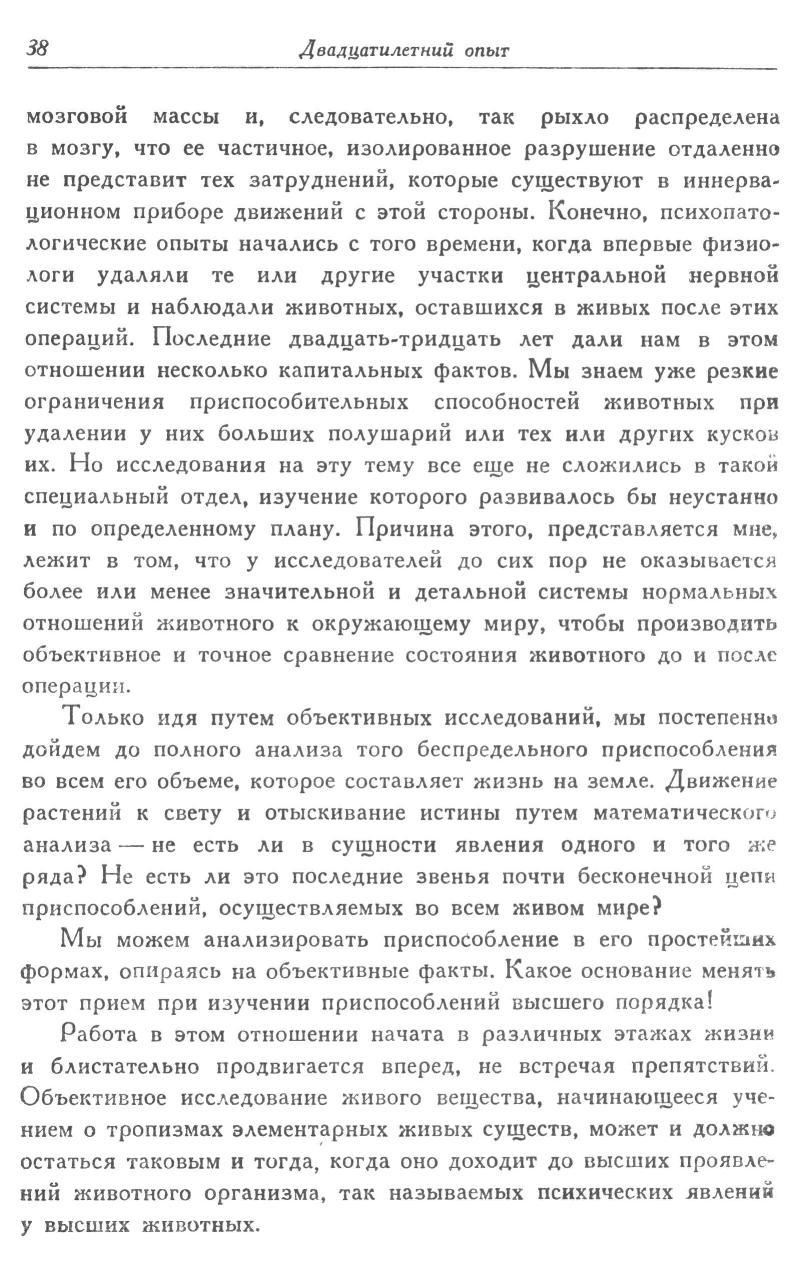 38 Двадцатилетний опыт
мозговой массы и, следовательно, так рыхло распределена
в мозгу, что ее частичное, изолированное разрушение отдаленно
не представит тех затруднений, которые существуют в иннерва-
ционном приборе движений с этой стороны. Конечно, психопато-
логические опыты начались с того времени, когда впервые физио-
логи удаляли те или другие участки центральной нервной
системы и наблюдали животных, оставшихся в живых после этих
операций. Последние двадцать-тридцать лет дали нам в этом
отношении несколько капитальных фактов. Мы знаем уже резкие
ограничения приспособительных способностей животных при
удалении у них больших полушарий или тех или других кусков
их. Но исследования на эту тему все еще не сложились в такой
специальный отдел, изучение которого развивалось бы неустанно
и по определенному плану. Причина этого, представляется мне,
лежит в том, что у исследователей до сих пор не оказывается
более или менее значительной и детальной системы нормальных
отношений животного к окружающему миру, чтобы производить
объективное и точное сравнение состояния животного до и после
операции.
Только идя путем объективных исследований, мы постепенно
дойдем до полного анализа того беспредельного приспособления
во всем его объеме, которое составляет жизнь на земле. Движение
растений к свету и отыскивание истины путем математического
анализа — не есть ли в сущности явления одного и того же
ряда? Не есть ли это последние звенья почти бесконечной цепи
приспособлений, осуществляемых во всем живом мире?
Мы можем анализировать приспособление в его простейших
формах, опираясь на объективные факты. Какое основание менять
этот прием при изучении приспособлений высшего порядка!
Работа в этом отношении начата в различных этажах жизни
и блистательно продвигается вперед, не встречая препятствий.
Объективное исследование живого вещества, начинающееся уче-
нием о тропизмах элементарных живых существ, может и должно
остаться таковым и тогда, когда оно доходит до высших проявле-
ний животного организма, так называемых психических явлений
у высших животных.